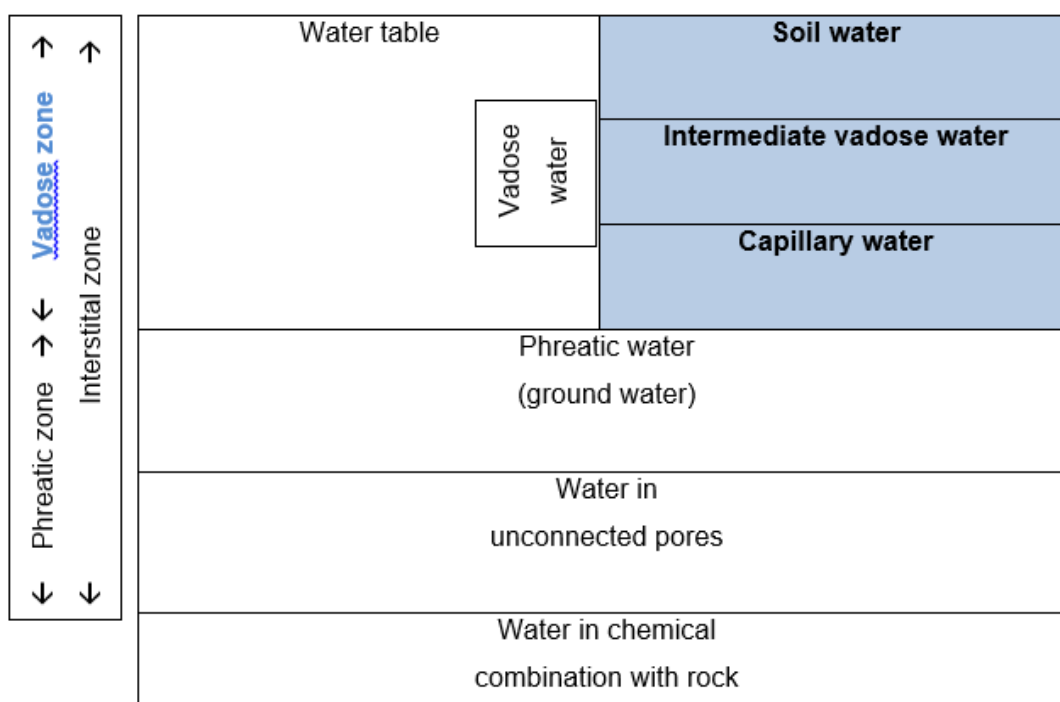 Vadose zone
Phreatic zone
Interstital zone
Water table
Vadose
water
Soil water
Intermediate vadose water
Capillary water
Phreatic water
(ground water)
Water in
unconnected pores
Water in chemical
combination with rock